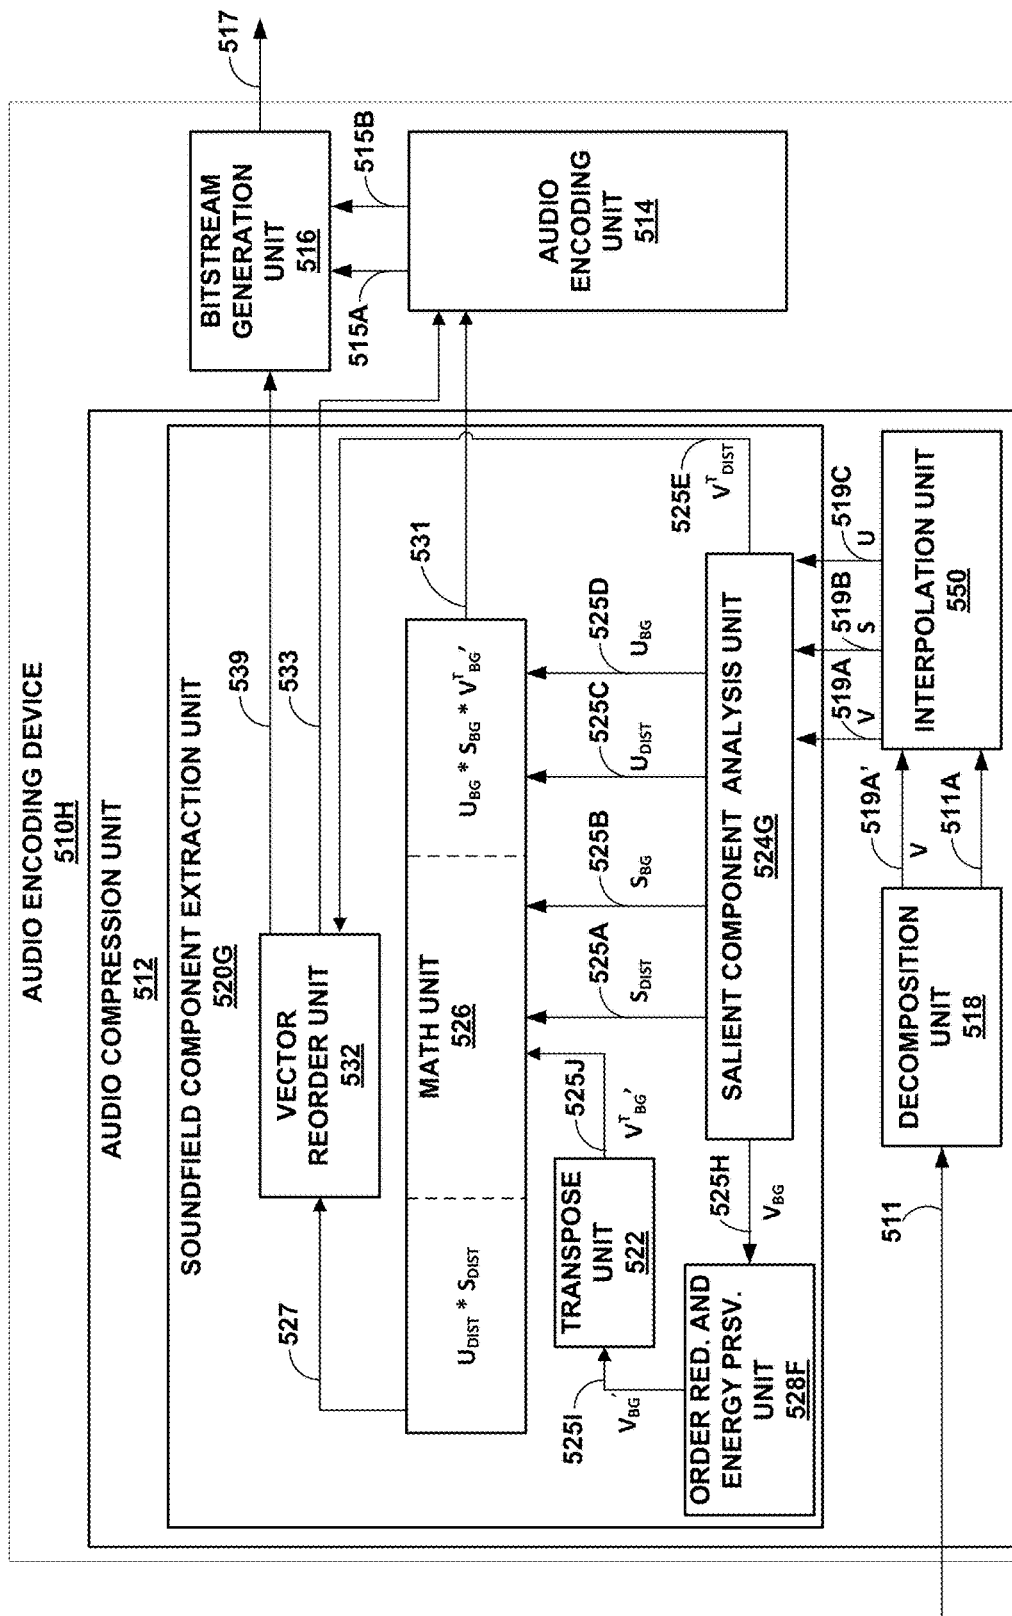 AUDIO ENCODING DEVICE
510H
AUDIO COMPRESSION UNIT
512
SOUNDFIELD COMPONENT EXTRACTION UNIT
520G
527
VECTOR
REORDER UNIT
532
539
533
BITSTREAM
GENERATION
UNIT
516
517
515A
515B
AUDIO
ENCODING
UNIT
514
U_DIST * S_DIST
MATH UNIT
526
U_BG * S_BG * V^T_BG'
531
525I
V_BG'
TRANSPOSE
UNIT
522
525J
V^T_BG'
525A
S_DIST
525B
S_BG
525C
U_DIST
525D
U_BG
525E
V^T_DIST
ORDER RED. AND
ENERGY PRSV.
UNIT
528F
525H
V_BG
SALIENT COMPONENT ANALYSIS UNIT
524G
519A
V
519B
S
519C
U
511
DECOMPOSITION
UNIT
518
519A'
V
511A
INTERPOLATION UNIT
550